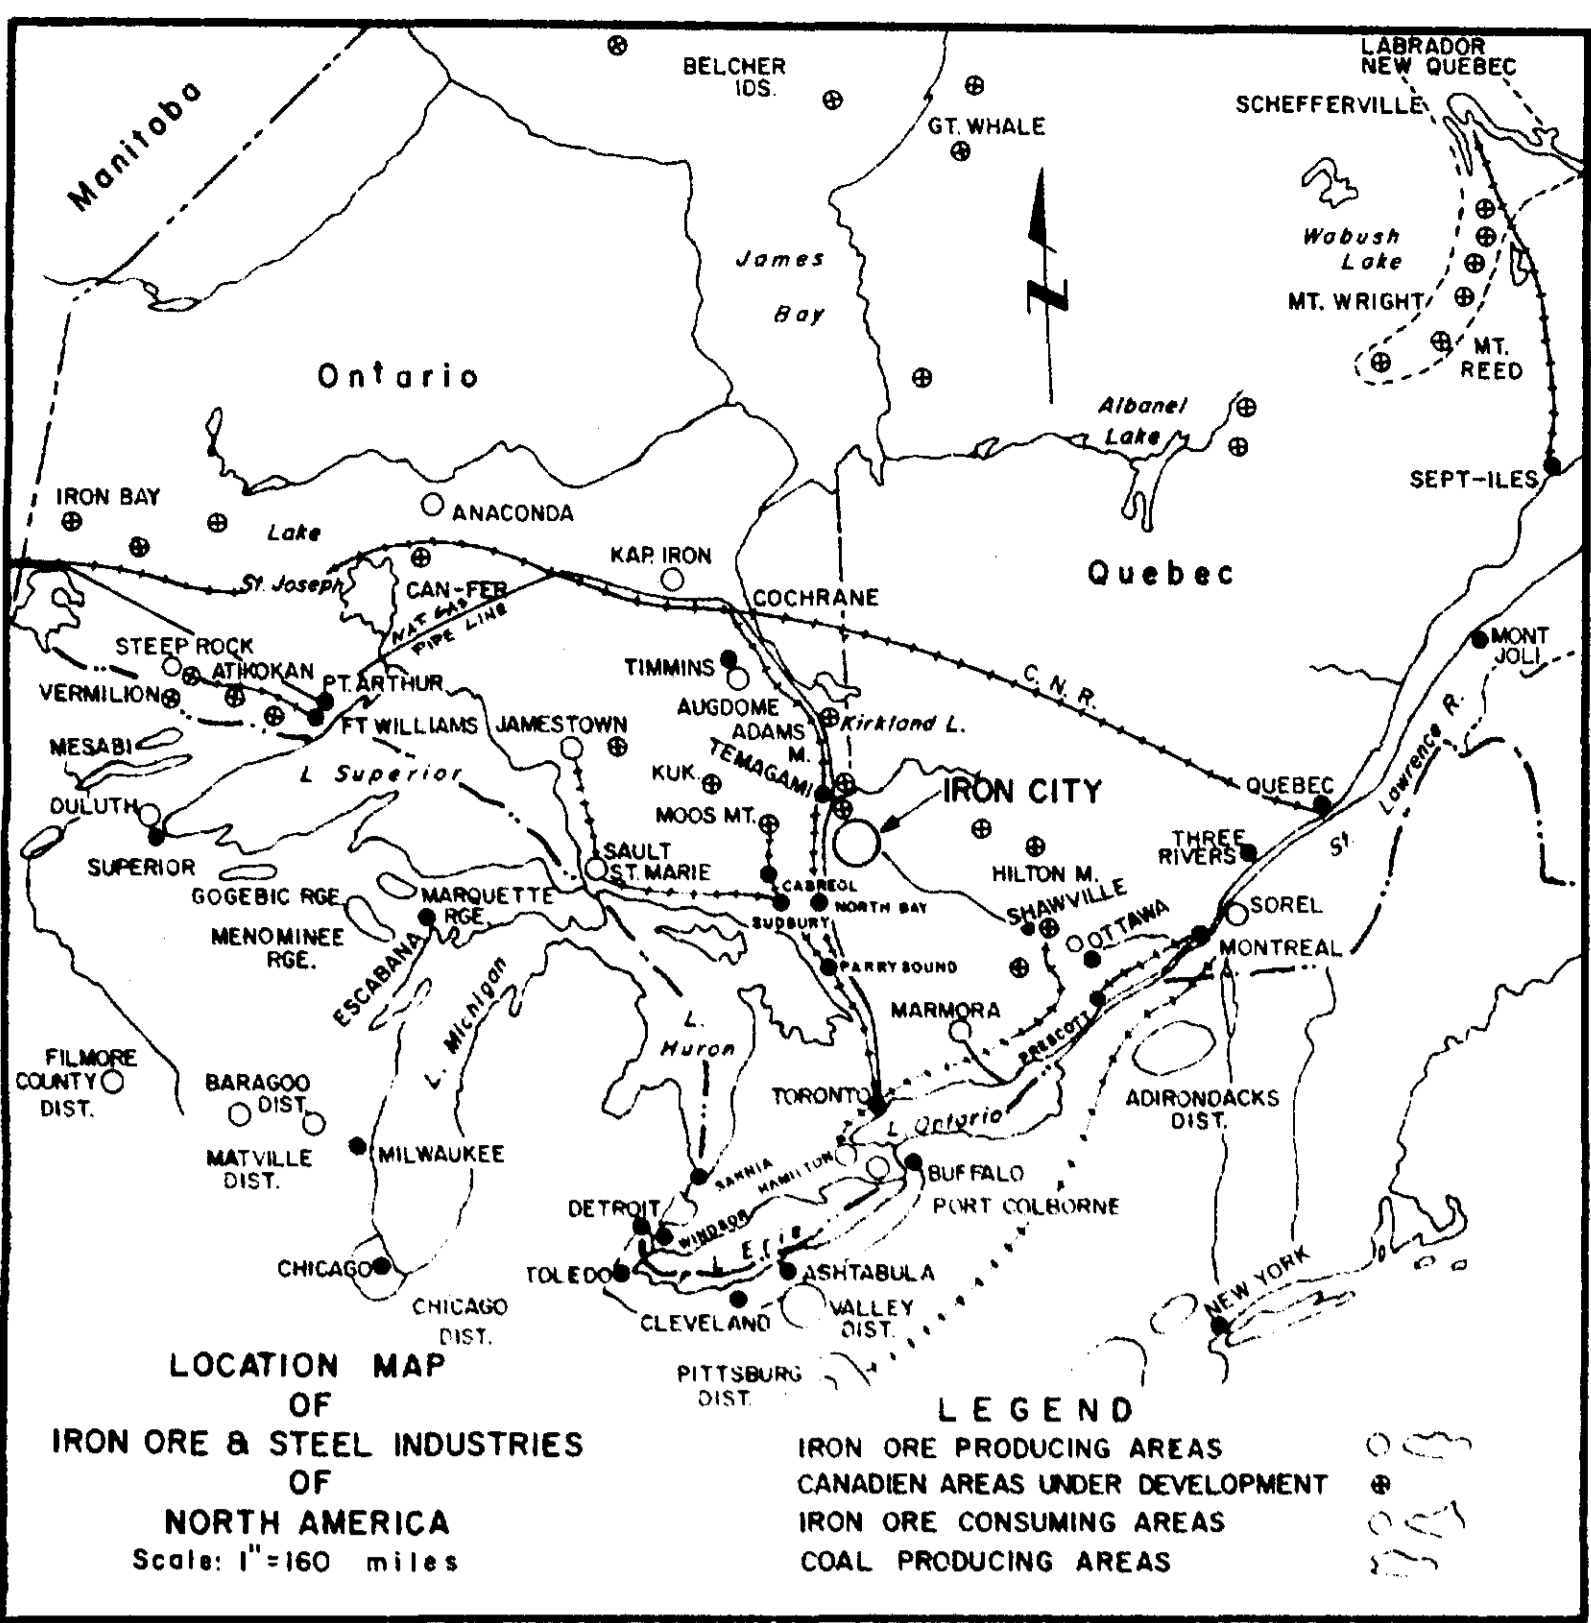 LABRADOR
NEW QUEBEC
SCHEFFERVILLE
BELCHER
IDS.
GT. WHALE
Manitoba
Wabush
Lake
MT. WRIGHT
MT.
REED
James
Bay
N
Ontario
Albanel
Lake
SEPT-ILES
IRON BAY
ANACONDA
Lake
St. Joseph
KAP. IRON
CAN-FER
NAT. GAS
PIPE LINE
COCHRANE
Quebec
MONT
JOLI
STEEP ROCK
ATIKOKAN
VERMILION
PT. ARTHUR
FT WILLIAMS
TIMMINS
AUGDOME
ADAMS
M.
Kirkland L.
C. N. R.
JAMESTOWN
MESABI
L Superior
KUK.
TEMAGAMI
IRON CITY
QUEBEC
Lawrence R.
St.
DULUTH
MOOS MT.
THREE
RIVERS
SUPERIOR
SAULT
ST. MARIE
HILTON M.
SHAWVILLE
GOGEBIC RGE.
MARQUETTE
RGE.
CABREOL
NORTH BAY
SUDBURY
OTTAWA
SOREL
MENOMINEE
RGE.
MONTREAL
ESCABANA
L. Michigan
PARRY SOUND
MARMORA
PRESCOTT
L.
Huron
FILMORE
COUNTY
DIST.
BARAGOO
DIST.
TORONTO
L. Ontario
ADIRONDACKS
DIST.
MATVILLE
DIST.
MILWAUKEE
SARNIA
HAMILTON
BUFFALO
PORT COLBORNE
DETROIT
WINDSOR
L Erie
CHICAGO
TOLEDO
ASHTABULA
NEW YORK
CHICAGO
DIST.
CLEVELAND
VALLEY
DIST.
PITTSBURG
DIST.
LOCATION MAP
OF
IRON ORE & STEEL INDUSTRIES
OF
NORTH AMERICA
Scale: 1"=160 miles
LEGEND
IRON ORE PRODUCING AREAS
CANADIEN AREAS UNDER DEVELOPMENT
IRON ORE CONSUMING AREAS
COAL PRODUCING AREAS